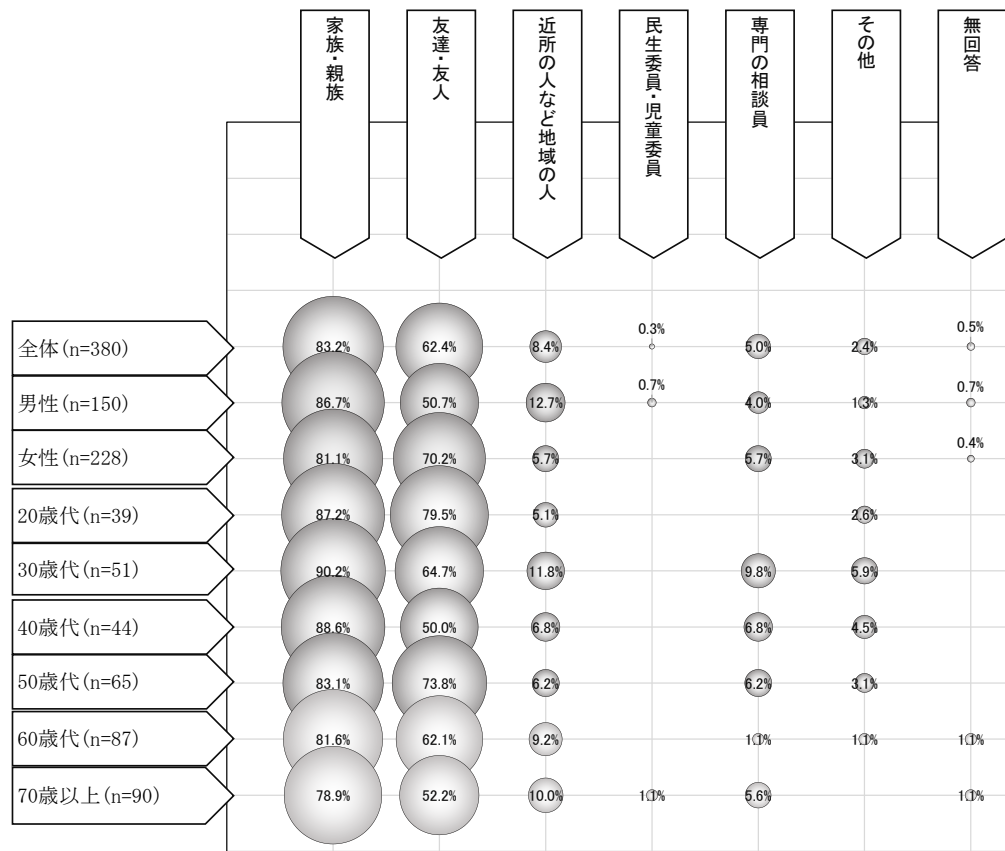 家族・親族
友達・友人
近所の人など地域の人
民生委員・児童委員
専門の相談員
その他
無回答
全体(n=380) 83.2% 62.4% 8.4% 0.3% 5.0% 2.4% 0.5%
男性(n=150) 86.7% 50.7% 12.7% 0.7% 4.0% 1.3% 0.7%
女性(n=228) 81.1% 70.2% 5.7% 5.7% 3.1% 0.4%
20歳代(n=39) 87.2% 79.5% 5.1% 2.6%
30歳代(n=51) 90.2% 64.7% 11.8% 9.8% 5.9%
40歳代(n=44) 88.6% 50.0% 6.8% 6.8% 4.5%
50歳代(n=65) 83.1% 73.8% 6.2% 6.2% 3.1%
60歳代(n=87) 81.6% 62.1% 9.2% 1.1% 1.1% 1.1%
70歳以上(n=90) 78.9% 52.2% 10.0% 1.1% 5.6% 1.1%